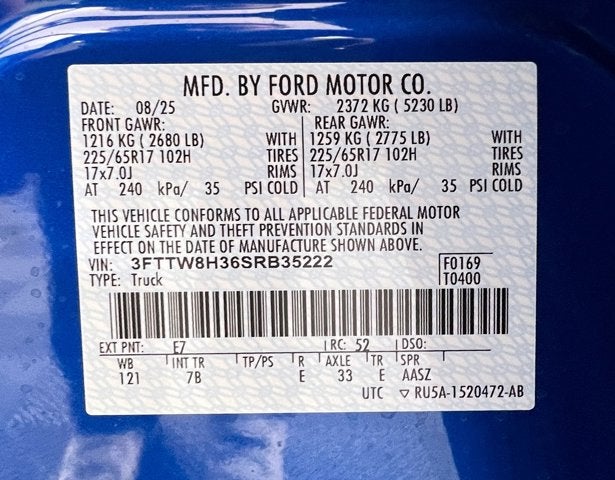 MFD. BY FORD MOTOR CO.
DATE: 08/25 GVWR: 2372 KG ( 5230 LB)
FRONT GAWR: REAR GAWR:
1216 KG ( 2680 LB) WITH 1259 KG ( 2775 LB) WITH
225/65R17 102H TIRES 225/65R17 102H TIRES
17x7.0J RIMS 17x7.0J RIMS
AT 240 kPa/ 35 PSI COLD AT 240 kPa/ 35 PSI COLD
THIS VEHICLE CONFORMS TO ALL APPLICABLE FEDERAL MOTOR
VEHICLE SAFETY AND THEFT PREVENTION STANDARDS IN
EFFECT ON THE DATE OF MANUFACTURE SHOWN ABOVE.
VIN: 3FTTW8H36SRB35222 F0169
TYPE: Truck T0400
EXT PNT: E7 RC: 52 DSO:
WB INT TR TP/PS R AXLE TR SPR
121 7B E 33 E AASZ
UTC ▽ RU5A-1520472-AB